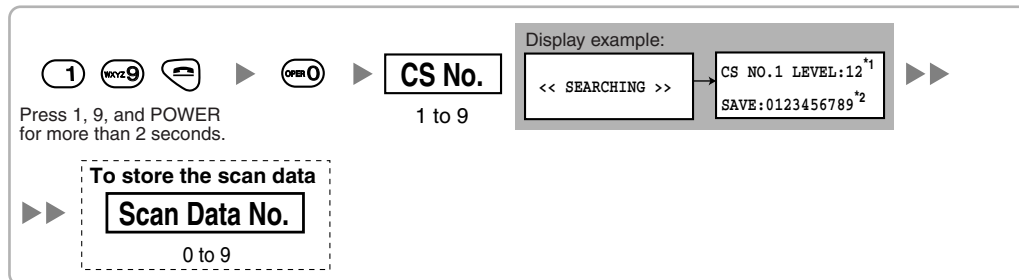 1) WXYZ 9 OPER 0
Press 1, 9, and POWER
for more than 2 seconds.
CS No.
1 to 9
Display example:
<< SEARCHING >>
CS NO.1 LEVEL:12*1
SAVE:0123456789*2
To store the scan data
Scan Data No.
0 to 9